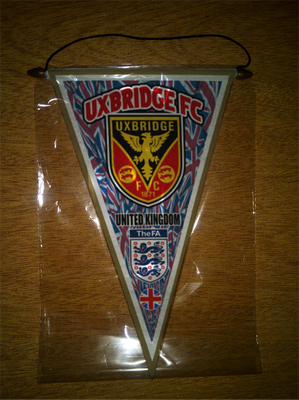 UXBRIDGE FC
UXBRIDGE
F C
1871
UNITED KINGDOM
The FA